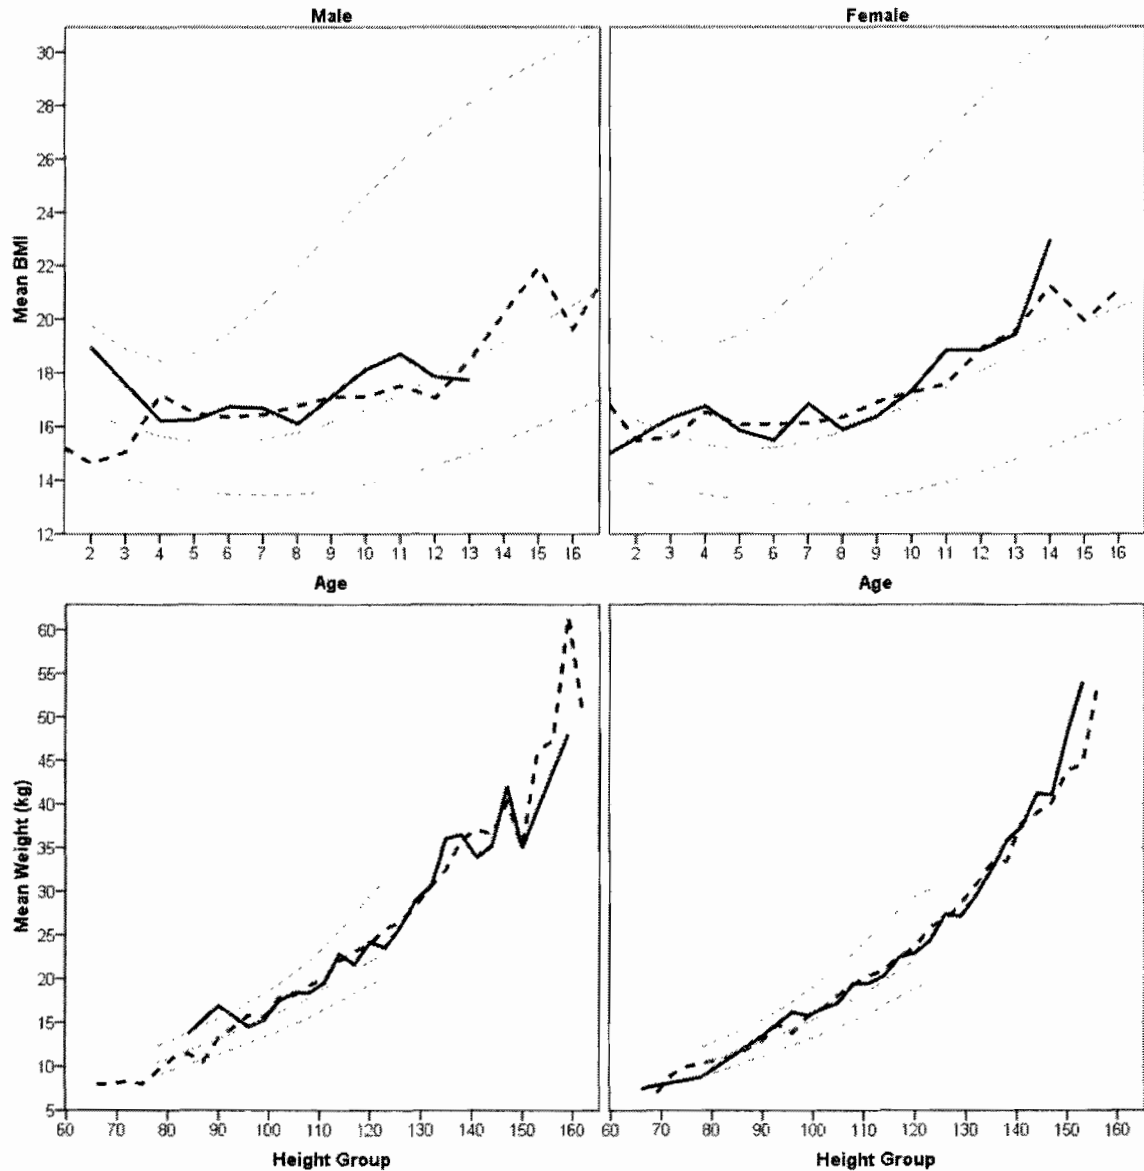 Male Female
30
28
26
24
22
20
18
16
14
12
Mean BMI
2 3 4 5 6 7 8 9 10 11 12 13 14 15 16
2 3 4 5 6 7 8 9 10 11 12 13 14 15 16
Age Age
60
55
50
45
40
35
30
25
20
15
10
5
Mean Weight (kg)
60 70 80 90 100 110 120 130 140 150 160
60 70 80 90 100 110 120 130 140 150 160
Height Group Height Group